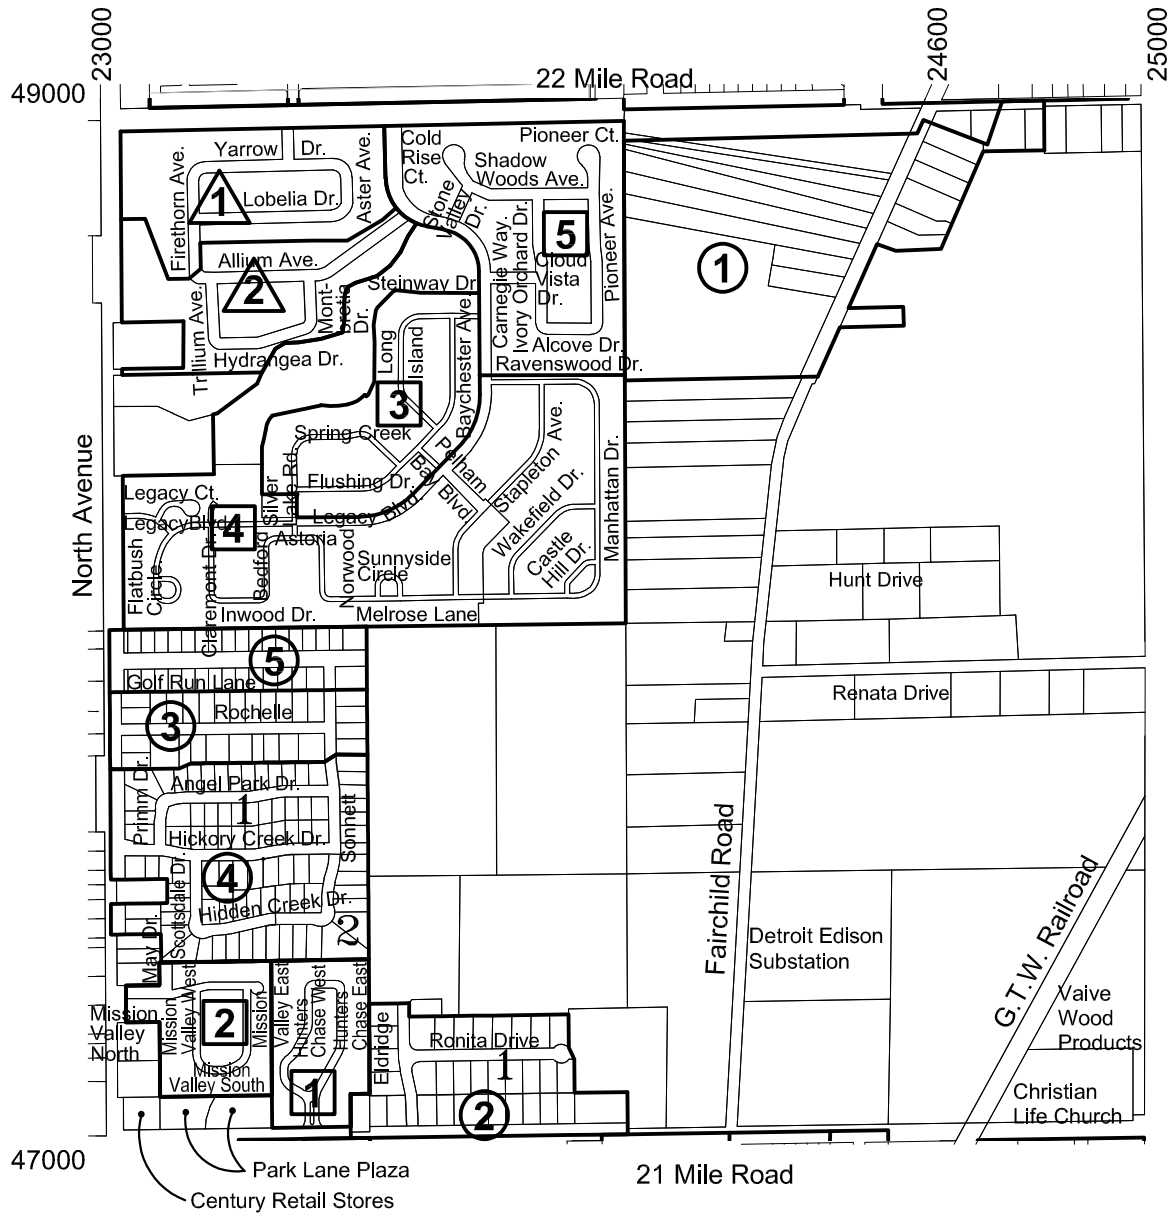 23000
24600
25000
49000
22 Mile Road
Yarrow Dr.
Firethorn Ave.
1
Lobelia Dr.
Aster Ave.
Cold
Rise
Ct.
Pioneer Ct.
Shadow
Woods Ave.
Stone
Valley
Dr.
5
Pioneer Ave.
Carnegie Way.
Ivory Orchard Dr.
Cloud
Vista
Dr.
1
Allium Ave.
2
Trillium Ave.
Mont-
bretia
Dr.
Steinway Dr.
Hydrangea Dr.
Alcove Dr.
Ravenswood Dr.
Long
Island
3
Baychester Ave.
Spring Creek
Pelham
Bay
Blvd
Stapleton Ave.
Wakefield Dr.
Manhattan Dr.
Castle
Hill Dr.
North Avenue
Legacy Ct.
LegacyBlvd.
4
Silver
Lake Rd.
Flushing Dr.
Legacy Blvd.
Astoria
Flatbush
Circle.
Claremont Dr.
Bedford
Norwood
Sunnyside
Circle
Inwood Dr.
Melrose Lane
Hunt Drive
5
Golf Run Lane
Renata Drive
3
Rochelle
Primm Dr.
Angel Park Dr.
1
Hickory Creek Dr.
Sonnett
4
Scottsdale Dr.
Hidden Creek Dr.
2
May Dr.
Fairchild Road
Detroit Edison
Substation
G.T.W. Railroad
Vaive
Wood
Products
Christian
Life Church
Mission
Valley
North
Mission
Valley West
2
Mission
Valley East
Mission
Valley South
Hunters
Chase West
Hunters
Chase East
1
Eldridge
Ronita Drive
1
2
47000
21 Mile Road
Park Lane Plaza
Century Retail Stores